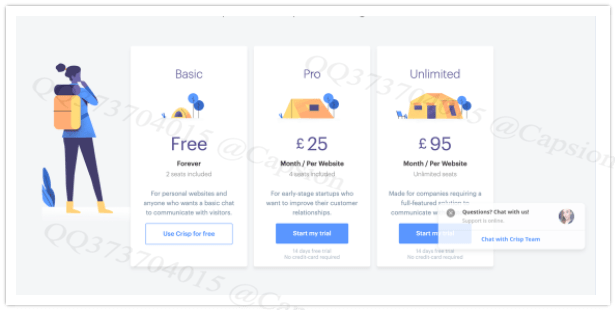 Basic
Free
Forever
2 seats included
For personal websites and
anyone who wants a basic chat
to communicate with visitors.
Use Crisp for free
Pro
£ 25
Month / Per Website
4 seats included
For early-stage startups who
want to improve their customer
relationships.
Start my trial
14 days free trial
No credit card required
Unlimited
£ 95
Month / Per Website
Unlimited seats
Made for companies requiring a
full-featured solution to
communicate
Start my
14 days free trial
No credit card required
Questions? Chat with us!
Support is online
Chat with Crisp Team
QQ373704015 @Capsion
QQ373704015 @Capsion
QQ373704015 @Capsion